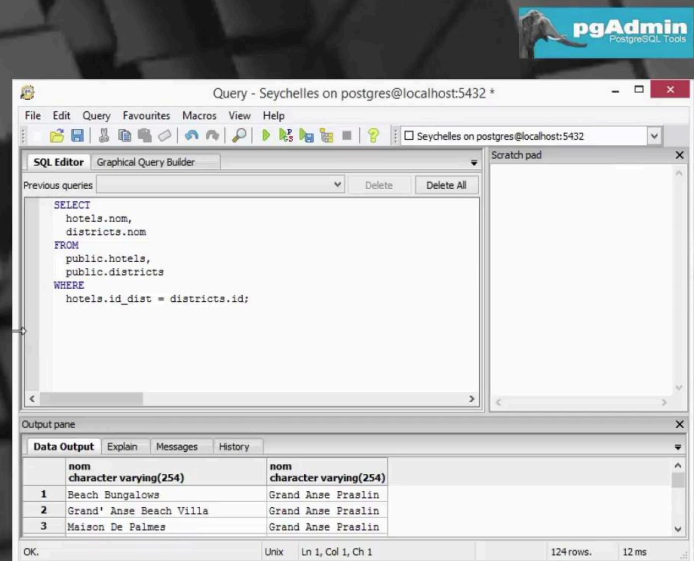 pgAdmin
PostgreSQL Tools
Query - Seychelles on postgres@localhost:5432 *
File Edit Query Favourites Macros View Help
Seychelles on postgres@localhost:5432
SQL Editor Graphical Query Builder
Scratch pad
Previous queries Delete Delete All
SELECT
hotels.nom,
districts.nom
FROM
public.hotels,
public.districts
WHERE
hotels.id_dist = districts.id;
Output pane
Data Output Explain Messages History
nom nom
character varying(254) character varying(254)
1 Beach Bungalows Grand Anse Praslin
2 Grand' Anse Beach Villa Grand Anse Praslin
3 Maison De Palmes Grand Anse Praslin
OK. Unix Ln 1, Col 1, Ch 1 124 rows. 12 ms